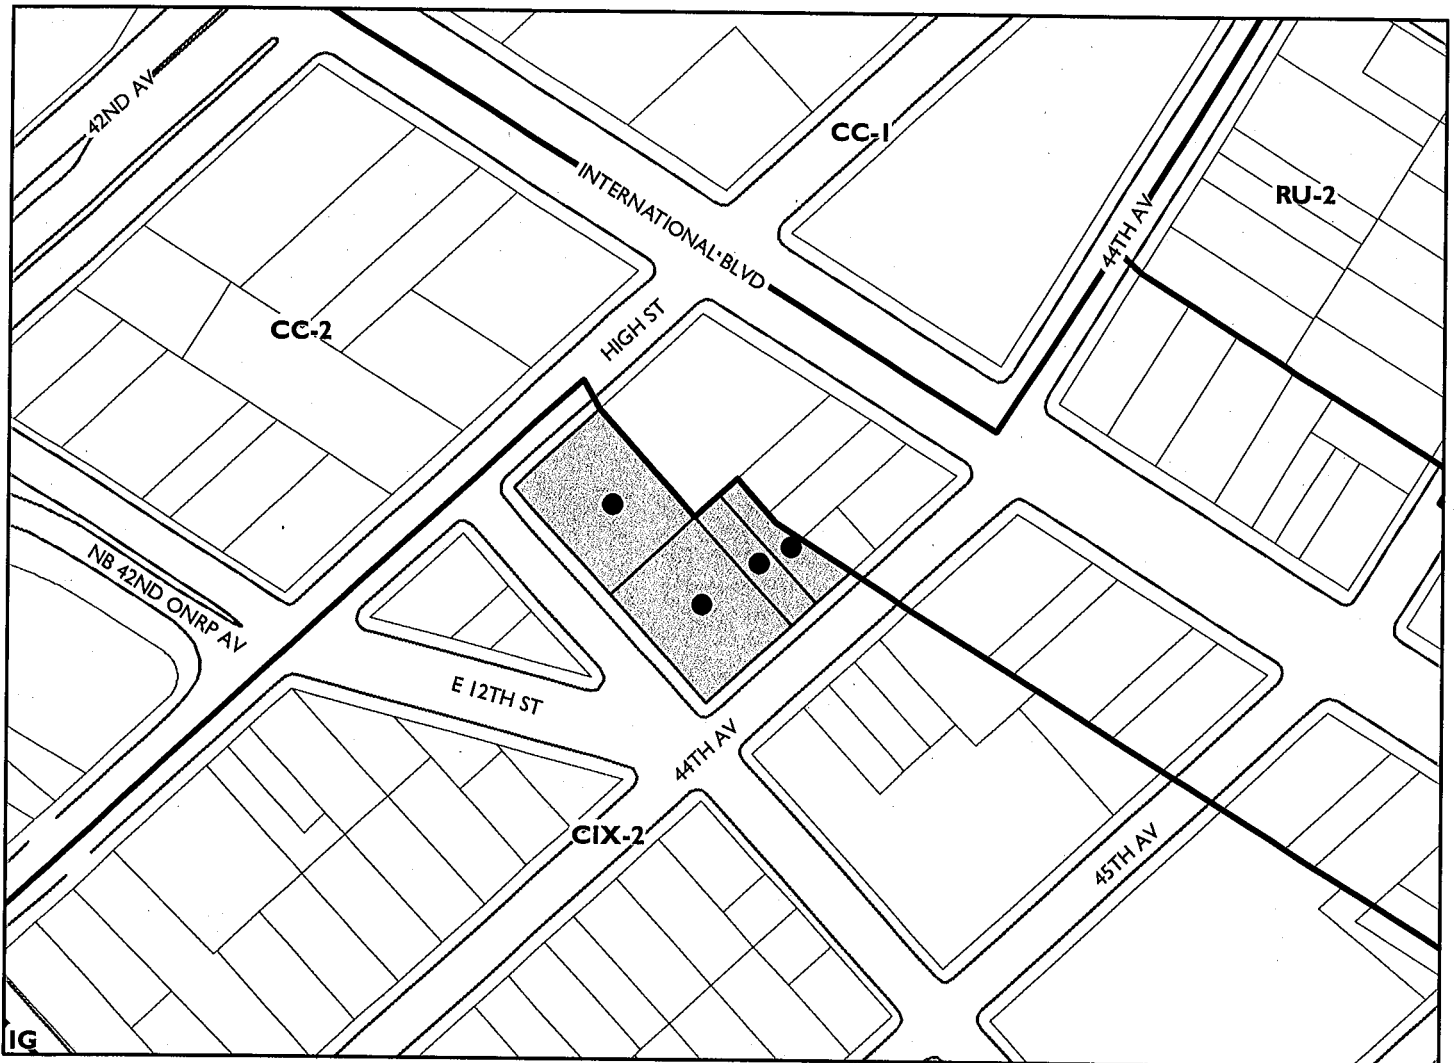 42ND AV
CC-1
RU-2
INTERNATIONAL BLVD
44TH AV
CC-2
HIGH ST
NB 42ND ONRP AV
E 12TH ST
44TH AV
CIX-2
45TH AV
IG